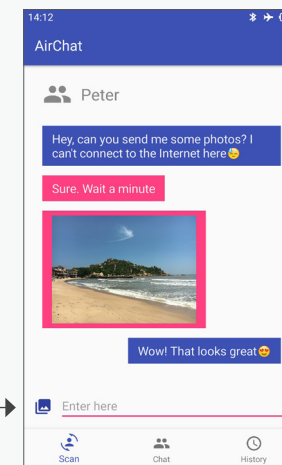 14:12
AirChat
Peter
Hey, can you send me some photos? I
can't connect to the Internet here😥
Sure. Wait a minute
Wow! That looks great😍
Enter here
Scan
Chat
History